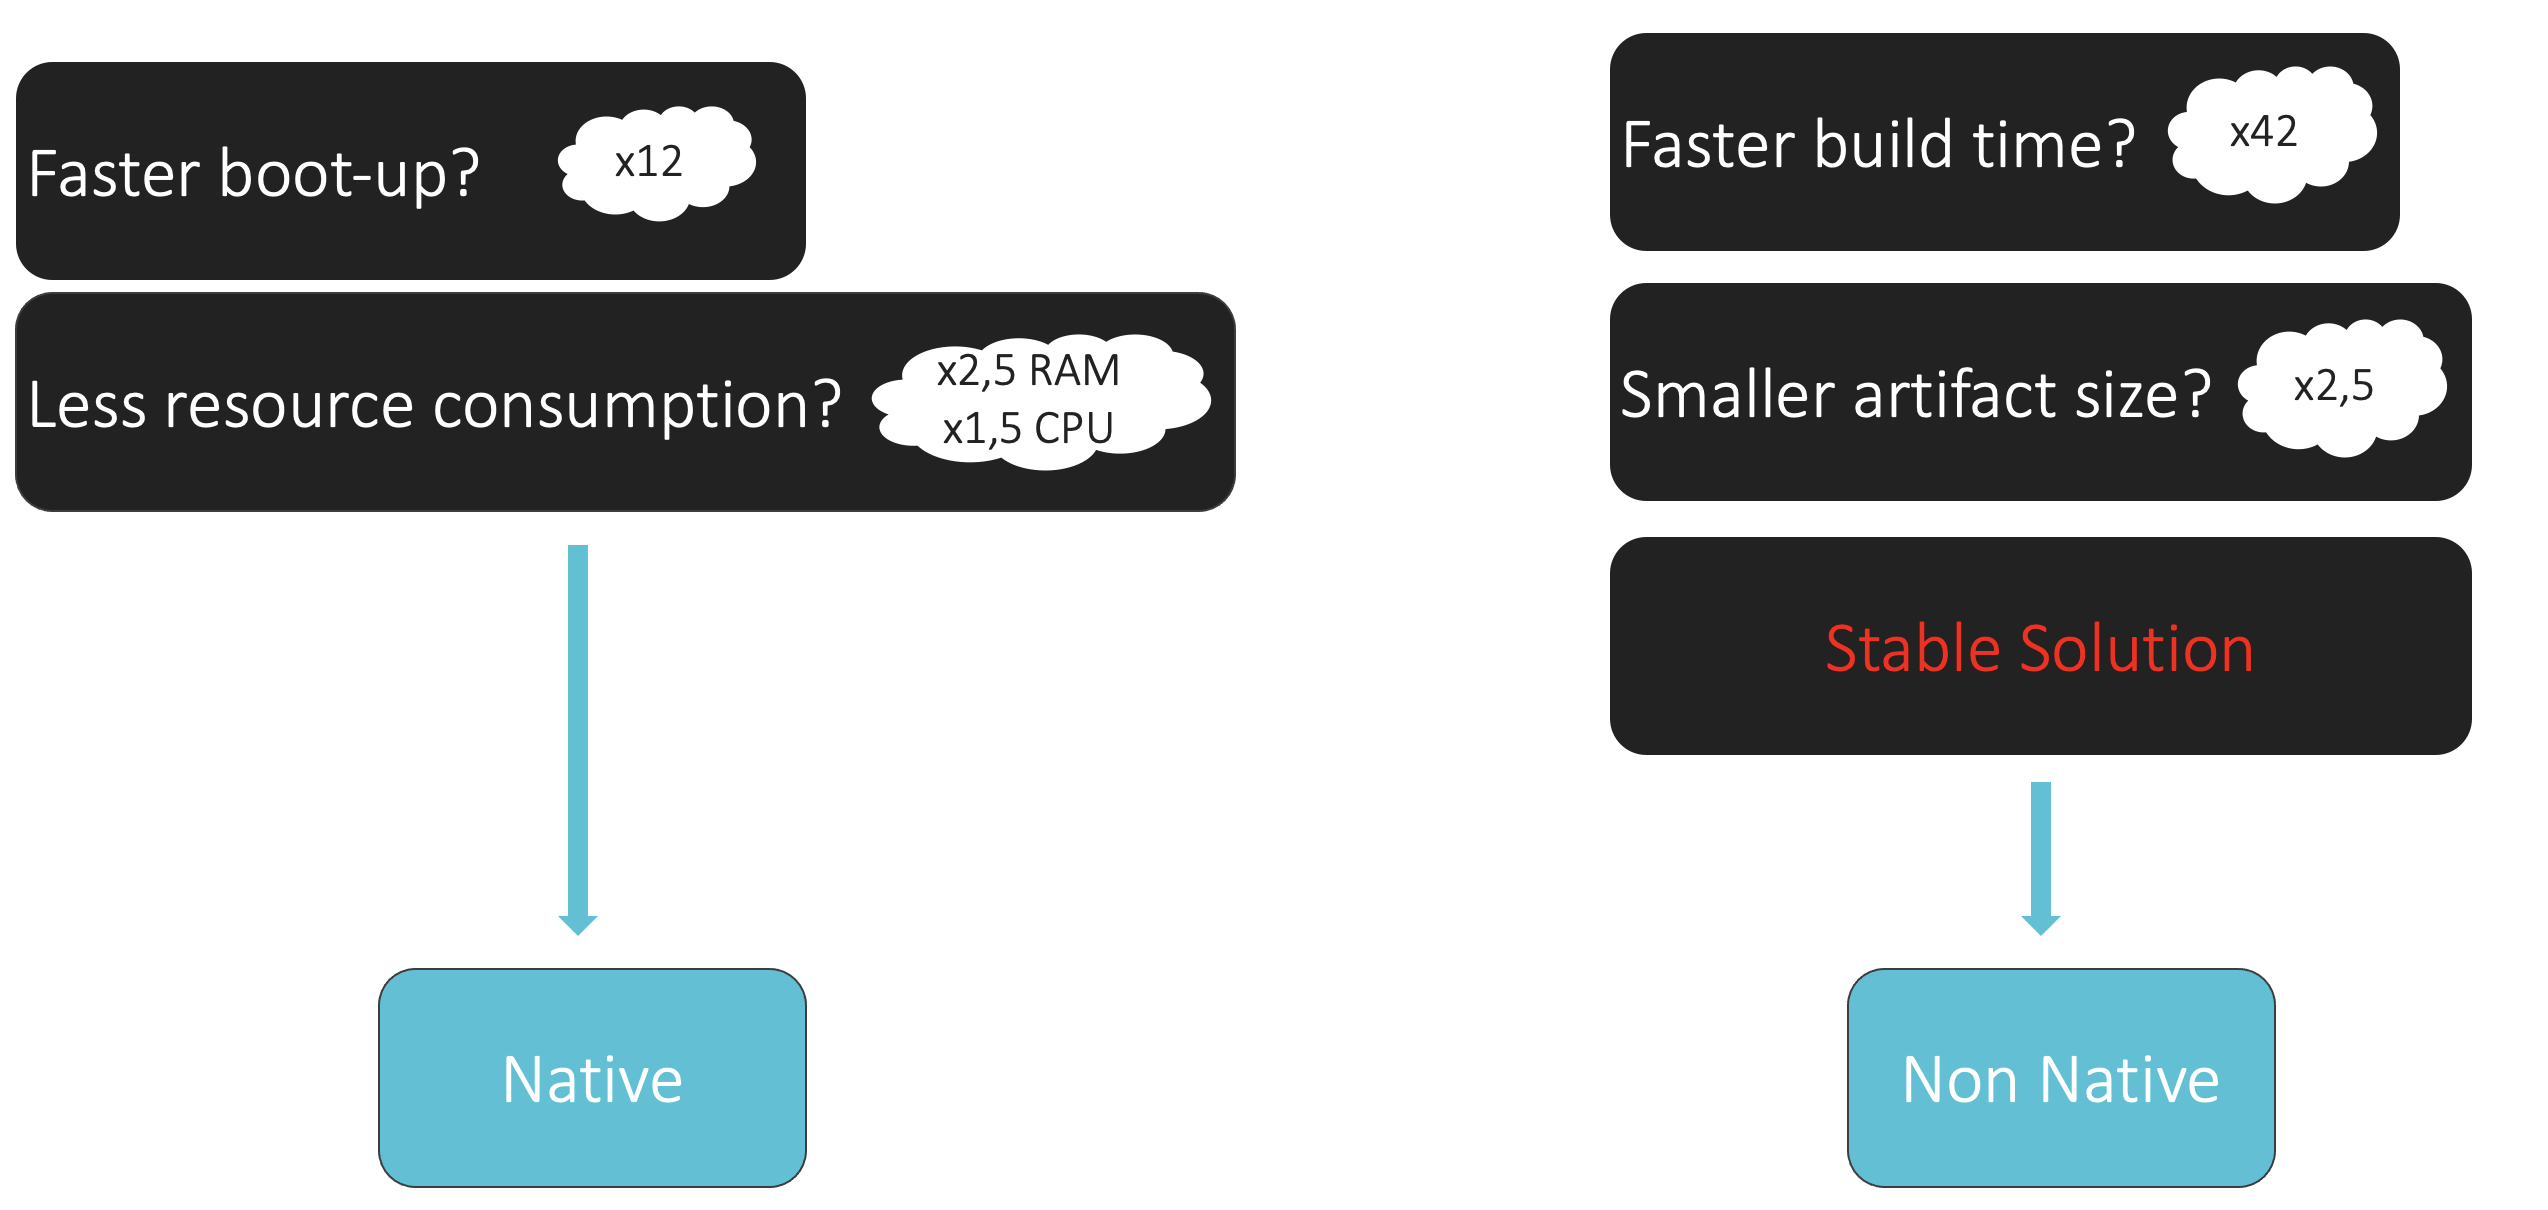 Faster boot-up?
x12
Less resource consumption?
x2,5 RAM
x1,5 CPU
Native
Faster build time?
x42
Smaller artifact size?
x2,5
Stable Solution
Non Native